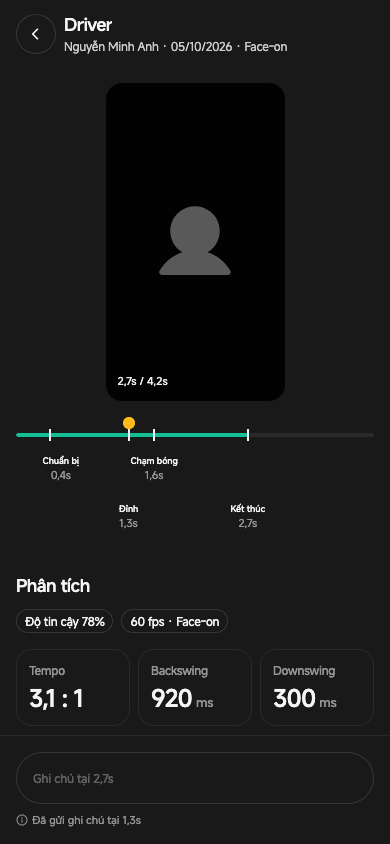 Driver
Nguyễn Minh Anh · 05/10/2026 · Face-on
2,7s / 4,2s
Chuẩn bị
Chạm bóng
0,4s
1,6s
Đỉnh
Kết thúc
1,3s
2,7s
Phân tích
Độ tin cậy 78%
60 fps · Face-on
Tempo
Backswing
Downswing
3,1 : 1
920 ms
300 ms
Ghi chú tại 2,7s
Đã gửi ghi chú tại 1,3s